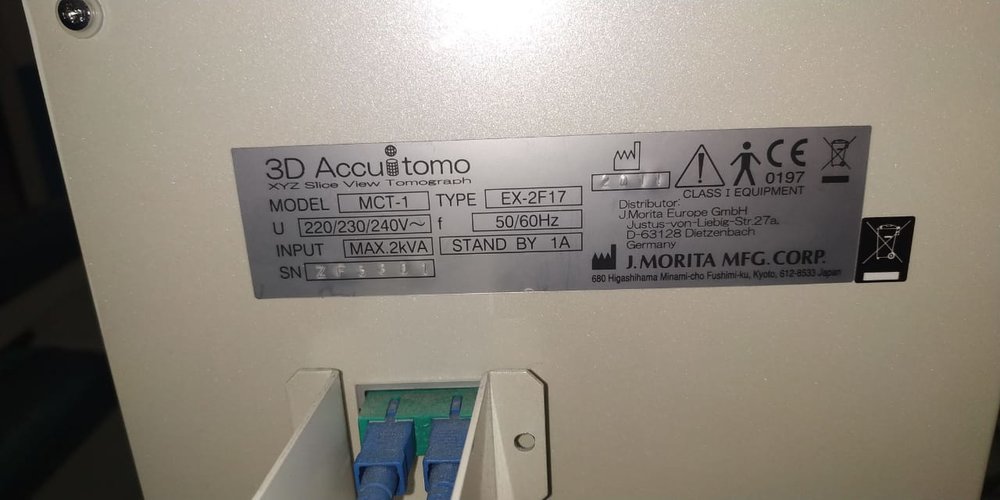 3D Accuitomo
XYZ Slice View Tomograph
MODEL MCT-1 TYPE EX-2F17
U 220/230/240V~ f 50/60Hz
INPUT MAX.2kVA STAND BY 1A
SN
CE
0197
CLASS I EQUIPMENT
Distributor:
J.Morita Europe GmbH
Justus-von-Liebig-Str.27a,
D-63128 Dietzenbach
Germany
J.MORITA MFG.CORP.
680 Higashihama Minami-cho Fushimi-ku, Kyoto, 612-8533 Japan